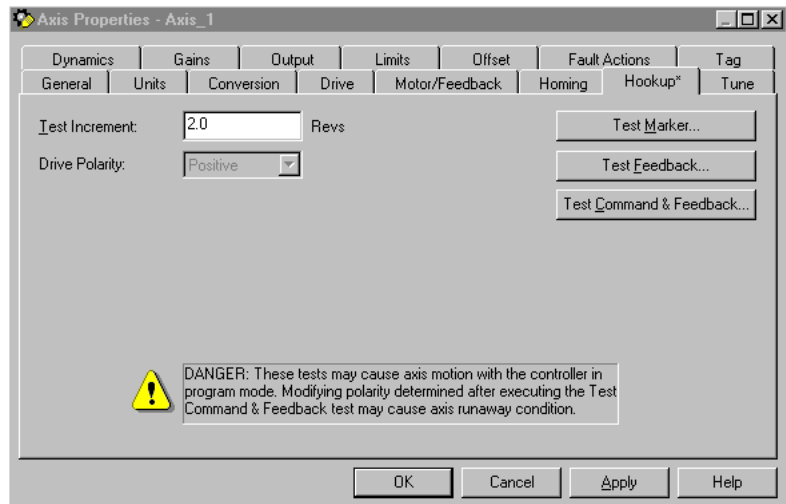 Axis Properties - Axis_1
Dynamics Gains Output Limits Offset Fault Actions Tag
General Units Conversion Drive Motor/Feedback Homing Hookup* Tune
Test Increment: 2.0 Revs Test Marker...
Drive Polarity: Positive Test Feedback...
Test Command & Feedback...
DANGER: These tests may cause axis motion with the controller in
program mode. Modifying polarity determined after executing the Test
Command & Feedback test may cause axis runaway condition.
OK Cancel Apply Help